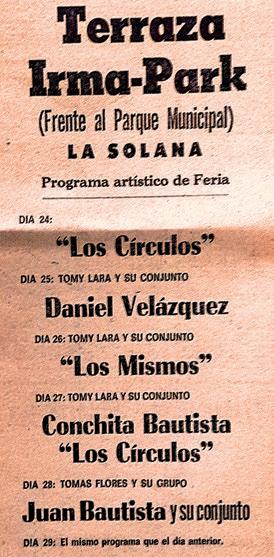 Terraza
Irma-Park
(Frente al Parque Municipal)
LA SOLANA
Programa artístico de Feria
DIA 24:
"Los Círculos"
DIA 25: TOMY LARA Y SU CONJUNTO
Daniel Velázquez
DIA 26: TOMY LARA Y SU CONJUNTO
"Los Mismos"
DIA 27: TOMY LARA Y SU CONJUNTO
Conchita Bautista
"Los Círculos"
DIA 28: TOMAS FLORES Y SU GRUPO
Juan Bautista y su conjunto
DIA 29: El mismo programa que el día anterior.